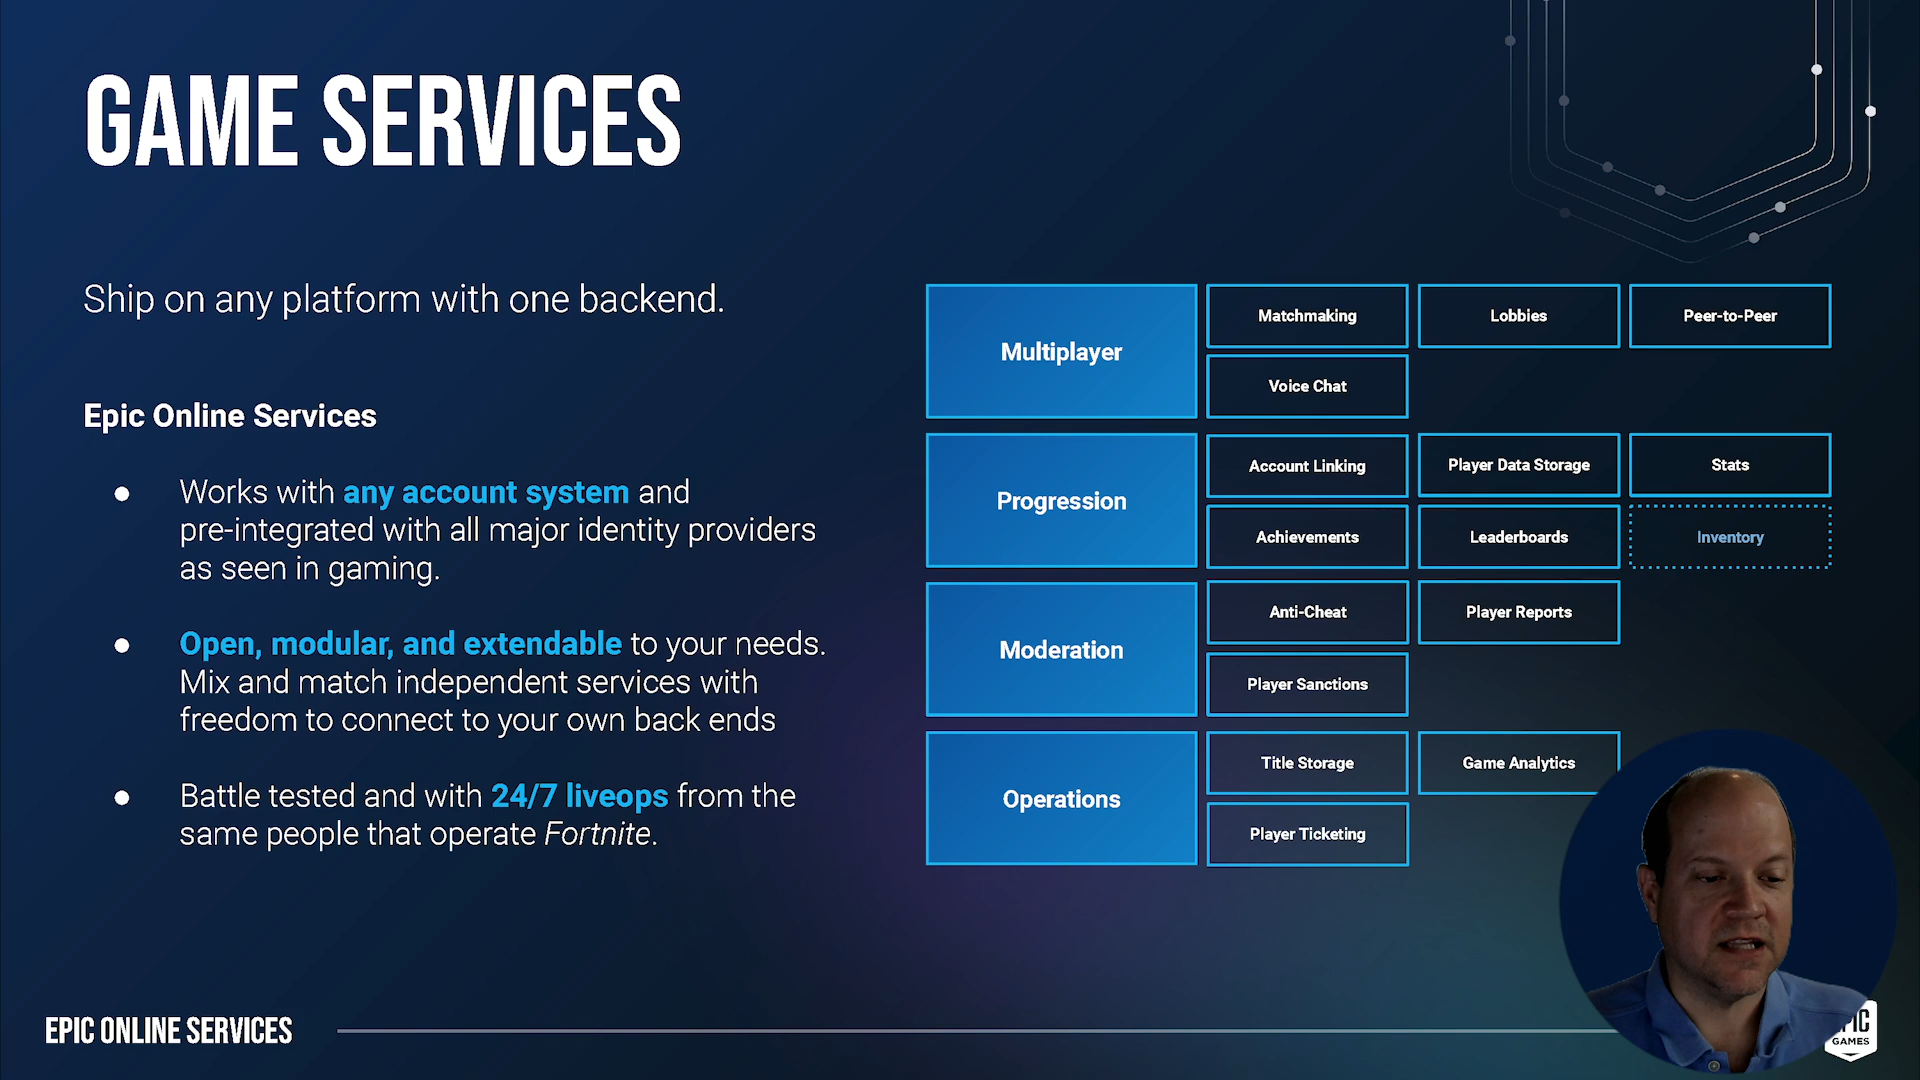 GAME SERVICES
Ship on any platform with one backend.
Epic Online Services
● Works with any account system and
pre-integrated with all major identity providers
as seen in gaming.
● Open, modular, and extendable to your needs.
Mix and match independent services with
freedom to connect to your own back ends
● Battle tested and with 24/7 liveops from the
same people that operate Fortnite.
Multiplayer
Matchmaking
Lobbies
Peer-to-Peer
Voice Chat
Progression
Account Linking
Player Data Storage
Stats
Achievements
Leaderboards
Inventory
Moderation
Anti-Cheat
Player Reports
Player Sanctions
Operations
Title Storage
Game Analytics
Player Ticketing
EPIC ONLINE SERVICES
GAMES